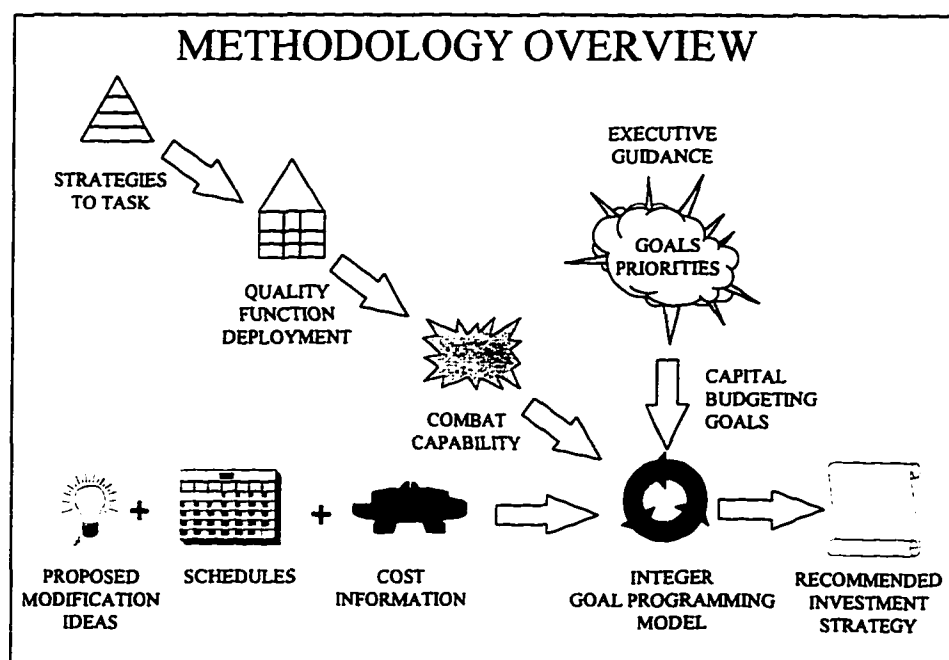 METHODOLOGY OVERVIEW
STRATEGIES
TO TASK
EXECUTIVE
GUIDANCE
GOALS
PRIORITIES
QUALITY
FUNCTION
DEPLOYMENT
CAPITAL
BUDGETING
GOALS
COMBAT
CAPABILITY
+
+
PROPOSED
MODIFICATION
IDEAS
SCHEDULES
COST
INFORMATION
INTEGER
GOAL PROGRAMMING
MODEL
RECOMMENDED
INVESTMENT
STRATEGY